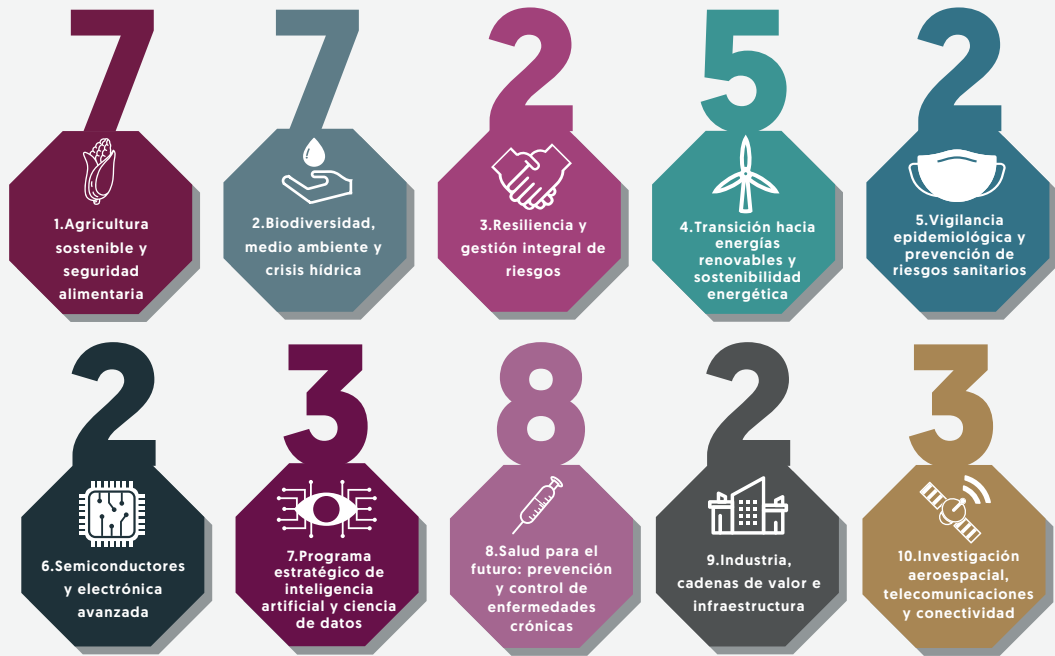 7
1.Agricultura
sostenible y
seguridad
alimentaria
7
2.Biodiversidad,
medio ambiente y
crisis hídrica
2
3.Resiliencia y
gestión integral de
riesgos
5
4.Transición hacia
energías
renovables y
sostenibilidad
energética
2
5.Vigilancia
epidemiológica y
prevención de
riesgos sanitarios
2
6.Semiconductores
y electrónica
avanzada
3
7.Programa
estratégico de
inteligencia
artificial y ciencia
de datos
8
8.Salud para el
futuro: prevención
y control de
enfermedades
crónicas
2
9.Industria,
cadenas de valor e
infraestructura
3
10.Investigación
aeroespacial,
telecomunicaciones
y conectividad